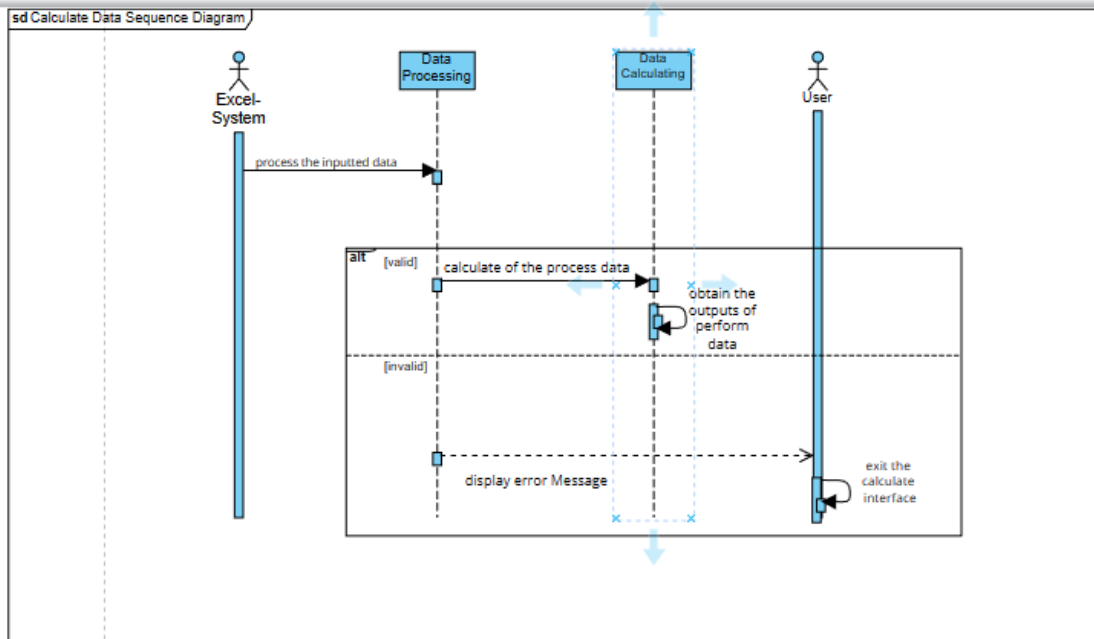 sd Calculate Data Sequence Diagram
Data
Processing
Data
Calculating
Excel-
System
User
process the inputted data
alt
[valid]
calculate of the process data
obtain the
outputs of
perform
data
[invalid]
display error Message
exit the
calculate
interface